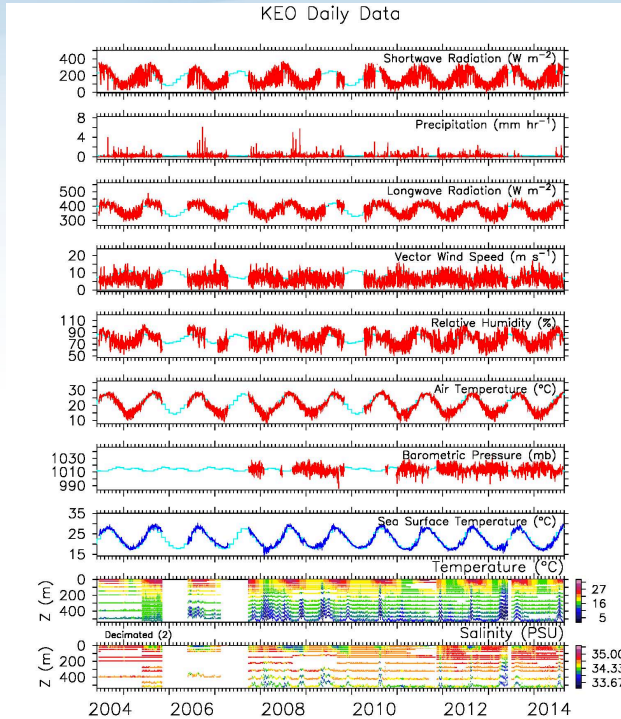 KEO Daily Data
Shortwave Radiation (W m⁻²)
400
200
0
Precipitation (mm hr⁻¹)
8
4
0
Longwave Radiation (W m⁻²)
500
400
300
Vector Wind Speed (m s⁻¹)
20
10
0
Relative Humidity (%)
110
90
70
50
Air Temperature (°C)
30
20
10
Barometric Pressure (mb)
1030
1010
990
Sea Surface Temperature (°C)
35
25
15
Temperature (°C)
0
200
400
Z (m)
27
16
5
Decimated (2)
Salinity (PSU)
0
200
400
Z (m)
35.00
34.33
33.67
2004 2006 2008 2010 2012 2014